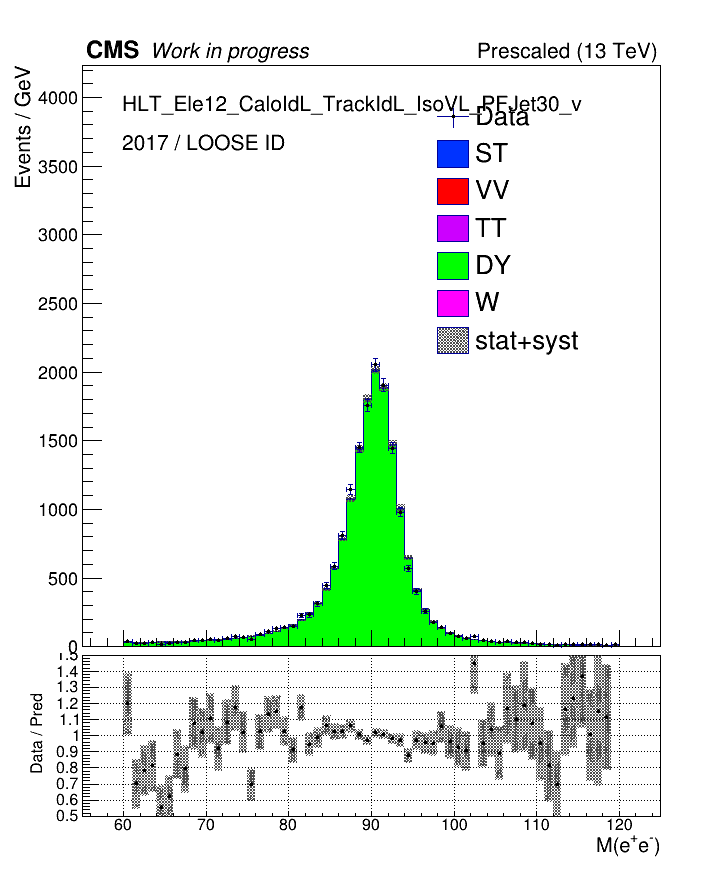 CMS Work in progress Prescaled (13 TeV)
Events / GeV
HLT_Ele12_CaloIdL_TrackIdL_IsoVL_PFJet30_v
2017 / LOOSE ID
Data
ST
VV
TT
DY
W
stat+syst
4000
3500
3000
2500
2000
1500
1000
500
0
Data / Pred
1.5
1.4
1.3
1.2
1.1
1
0.9
0.8
0.7
0.6
0.5
60 70 80 90 100 110 120
M(e⁺e⁻)